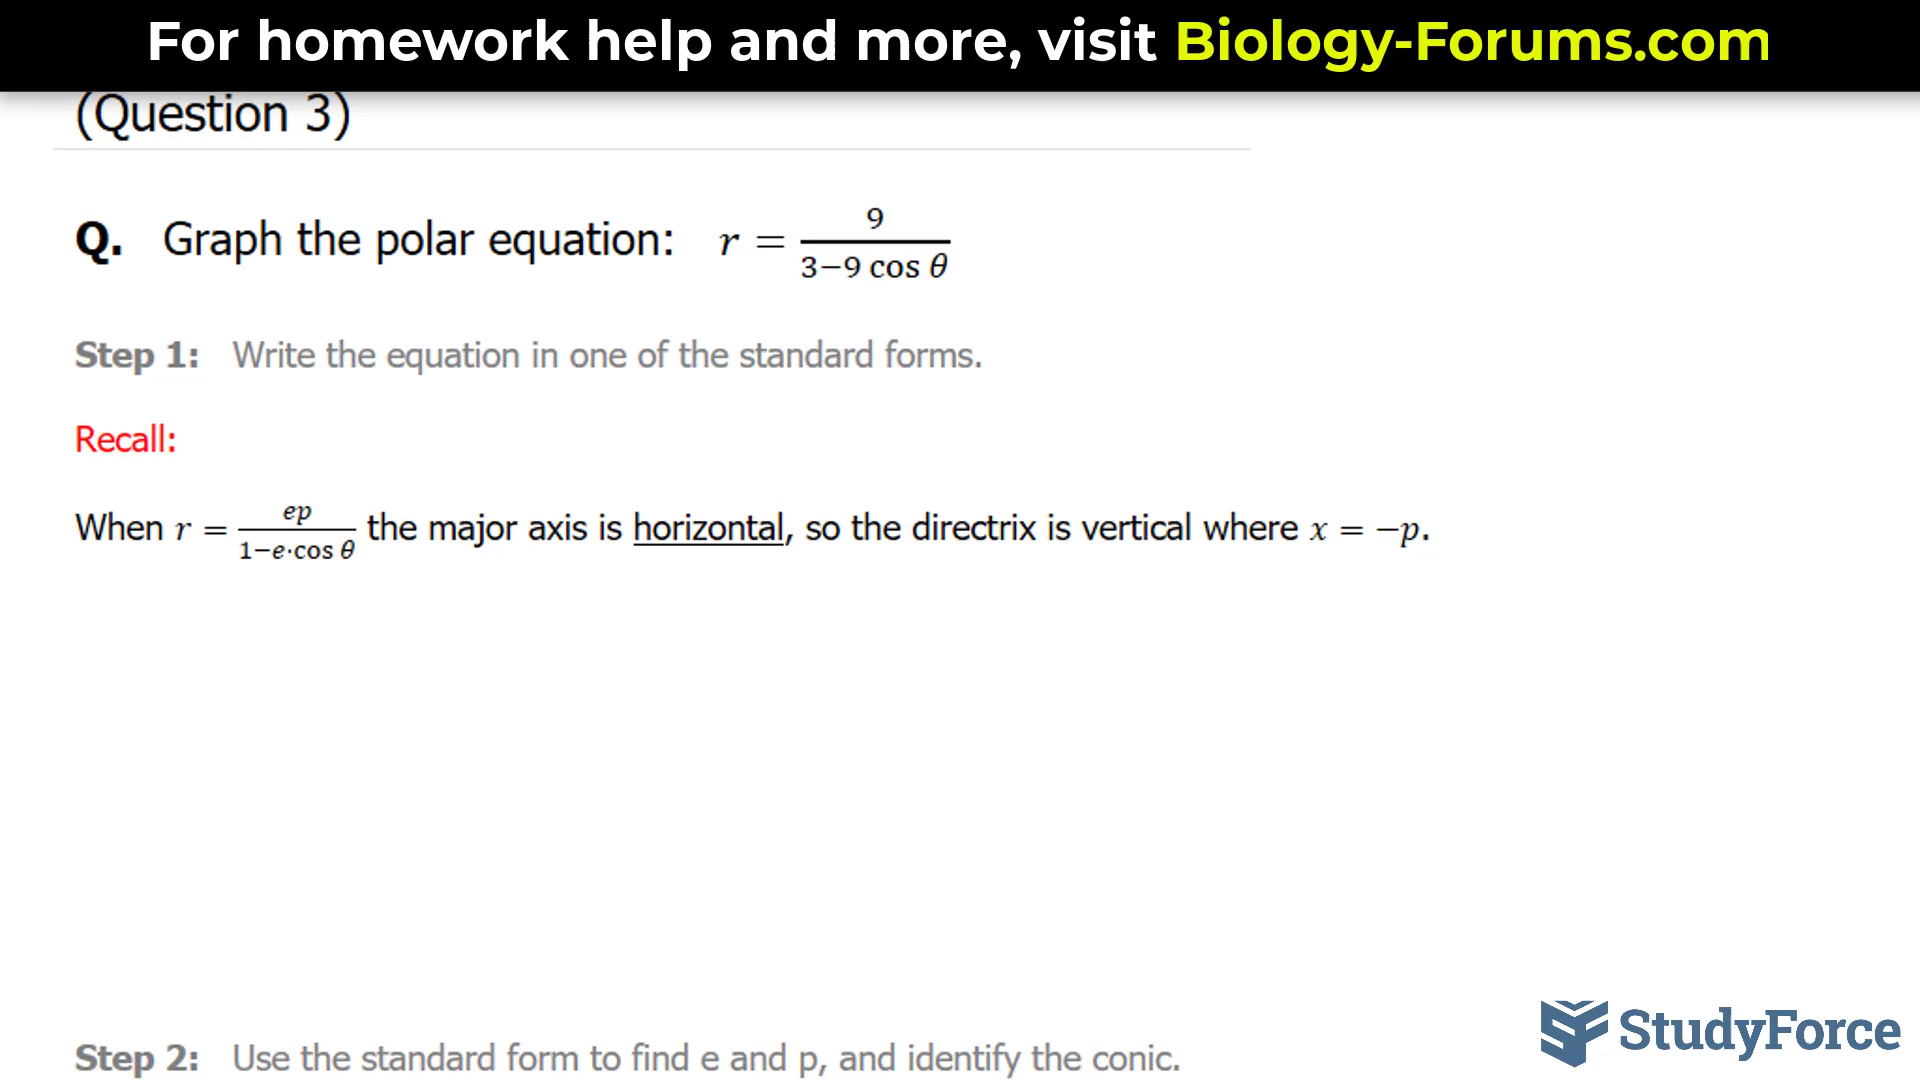 For homework help and more, visit Biology-Forums.com
(Question 3)
Q. Graph the polar equation: r = 9/(3−9 cos θ)
Step 1: Write the equation in one of the standard forms.
Recall:
When r = ep/(1−e·cos θ) the major axis is horizontal, so the directrix is vertical where x = −p.
StudyForce
Step 2: Use the standard form to find e and p, and identify the conic.